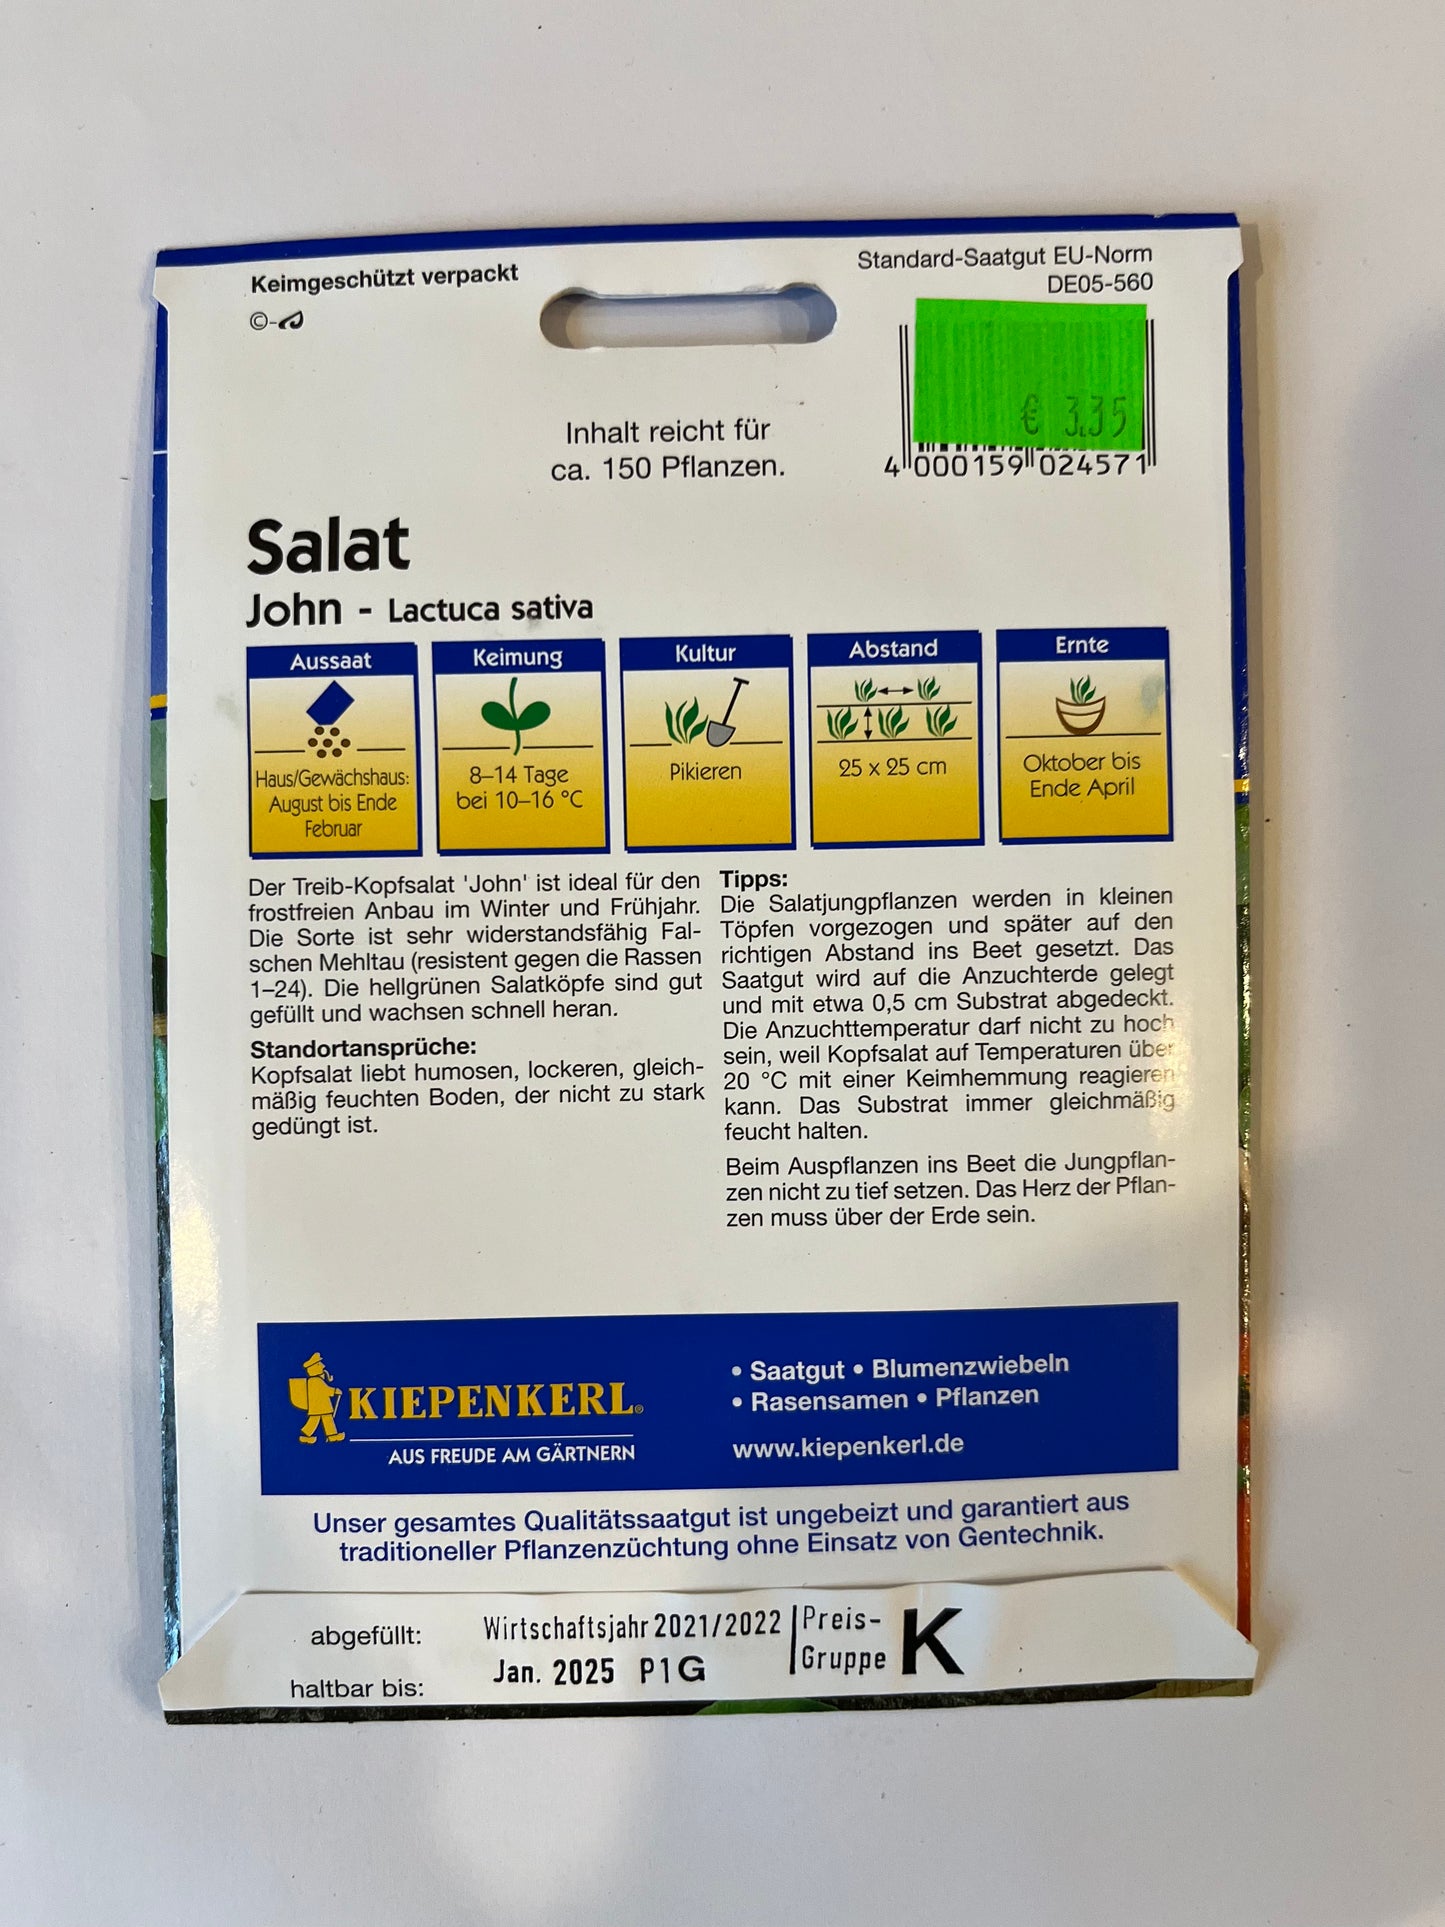 Keimgeschützt verpackt
©-
Standard-Saatgut EU-Norm
DE05-560
€ 3.35
4 000159 024571
Inhalt reicht für
ca. 150 Pflanzen.
Salat
John - Lactuca sativa
Aussaat
Haus/Gewächshaus:
August bis Ende
Februar
Keimung
8–14 Tage
bei 10–16 °C
Kultur
Pikieren
Abstand
25 x 25 cm
Ernte
Oktober bis
Ende April
Der Treib-Kopfsalat 'John' ist ideal für den
frostfreien Anbau im Winter und Frühjahr.
Die Sorte ist sehr widerstandsfähig Fal-
schen Mehltau (resistent gegen die Rassen
1–24). Die hellgrünen Salatköpfe sind gut
gefüllt und wachsen schnell heran.
Standortansprüche:
Kopfsalat liebt humosen, lockeren, gleich-
mäßig feuchten Boden, der nicht zu stark
gedüngt ist.
Tipps:
Die Salatjungpflanzen werden in kleinen
Töpfen vorgezogen und später auf den
richtigen Abstand ins Beet gesetzt. Das
Saatgut wird auf die Anzuchterde gelegt
und mit etwa 0,5 cm Substrat abgedeckt.
Die Anzuchttemperatur darf nicht zu hoch
sein, weil Kopfsalat auf Temperaturen über
20 °C mit einer Keimhemmung reagieren
kann. Das Substrat immer gleichmäßig
feucht halten.
Beim Auspflanzen ins Beet die Jungpflan-
zen nicht zu tief setzen. Das Herz der Pflan-
zen muss über der Erde sein.
KIEPENKERL®
AUS FREUDE AM GÄRTNERN
• Saatgut • Blumenzwiebeln
• Rasensamen • Pflanzen
www.kiepenkerl.de
Unser gesamtes Qualitätssaatgut ist ungebeizt und garantiert aus
traditioneller Pflanzenzüchtung ohne Einsatz von Gentechnik.
abgefüllt: Wirtschaftsjahr 2021/2022
haltbar bis: Jan. 2025 P1G
Preis-
Gruppe K